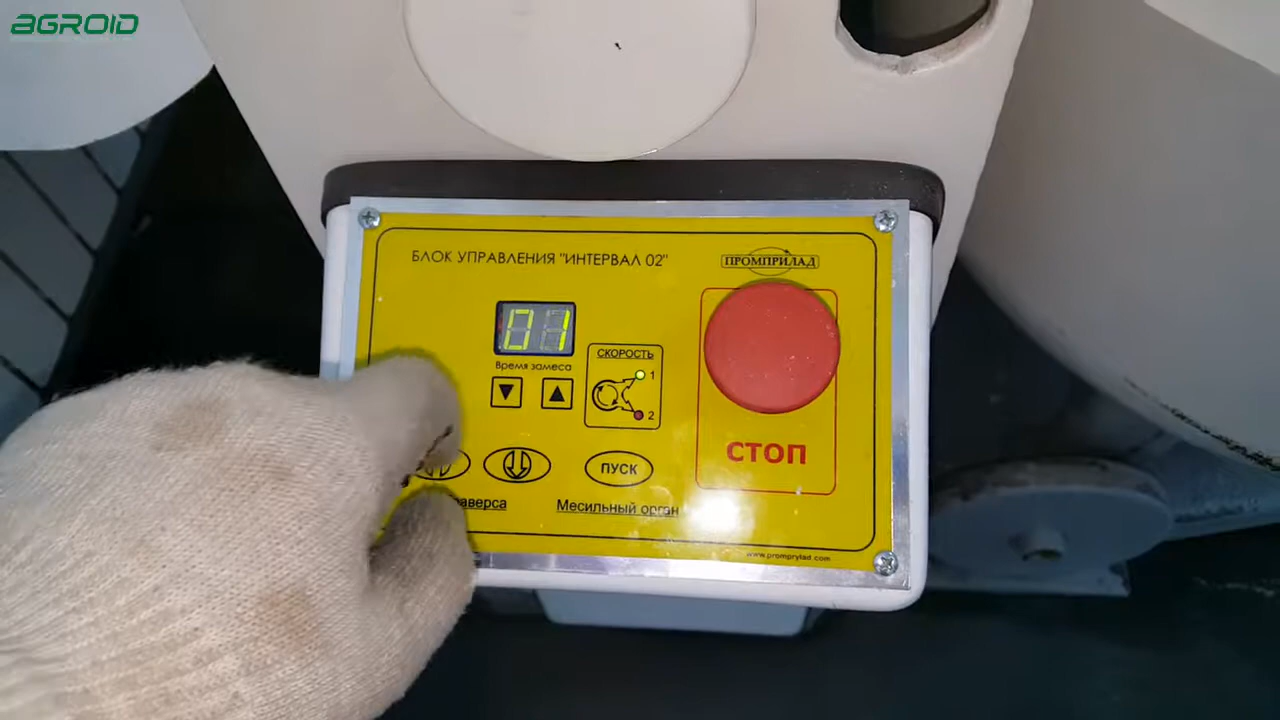 AGROID
БЛОК УПРАВЛЕНИЯ "ИНТЕРВАЛ 02"
ПРОМПРИЛАД
01
Время замеса
СКОРОСТЬ
1
2
ПУСК
СТОП
Месильный орган
www.promprylad.com